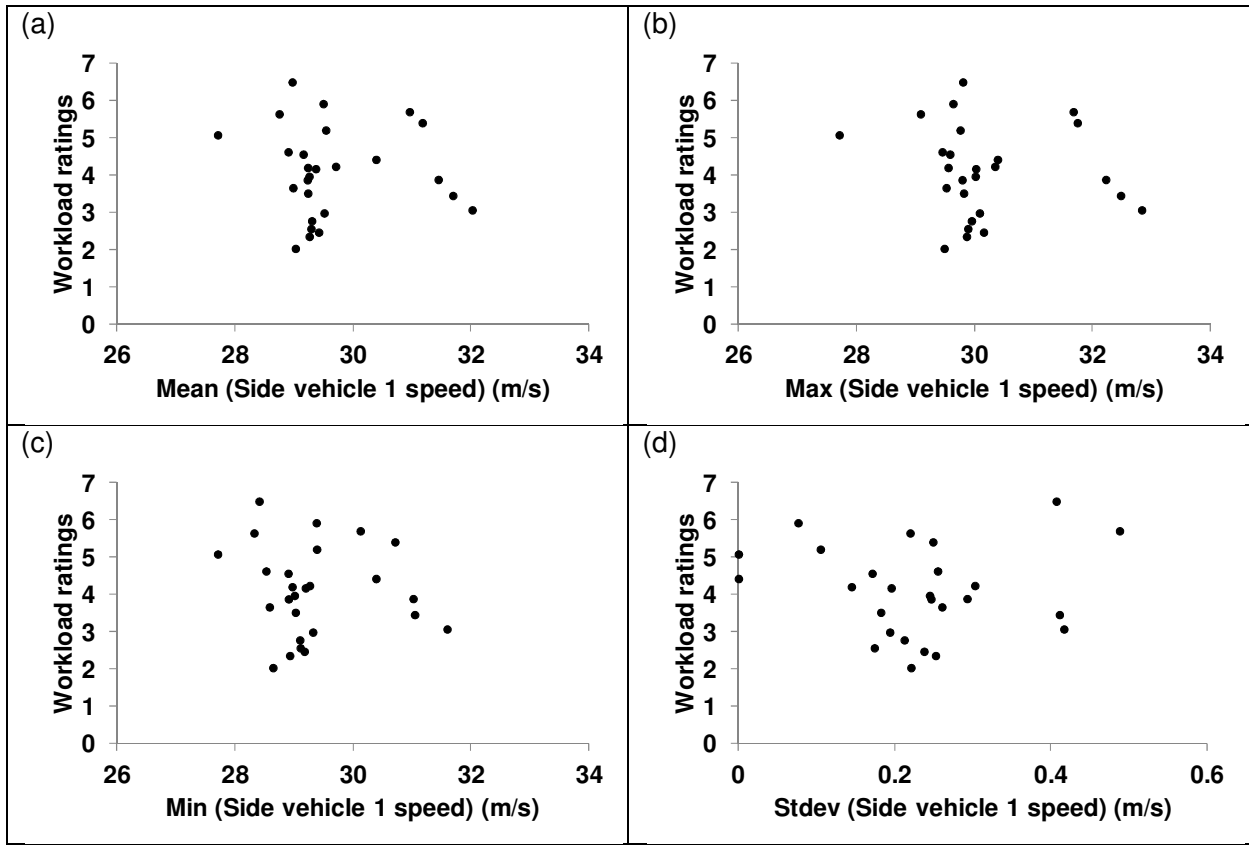 (a)
7
6
5
4
3
2
1
0
Workload ratings
26 28 30 32 34
Mean (Side vehicle 1 speed) (m/s)
(b)
7
6
5
4
3
2
1
0
Workload ratings
26 28 30 32 34
Max (Side vehicle 1 speed) (m/s)
(c)
7
6
5
4
3
2
1
0
Workload ratings
26 28 30 32 34
Min (Side vehicle 1 speed) (m/s)
(d)
7
6
5
4
3
2
1
0
Workload ratings
0 0.2 0.4 0.6
Stdev (Side vehicle 1 speed) (m/s)